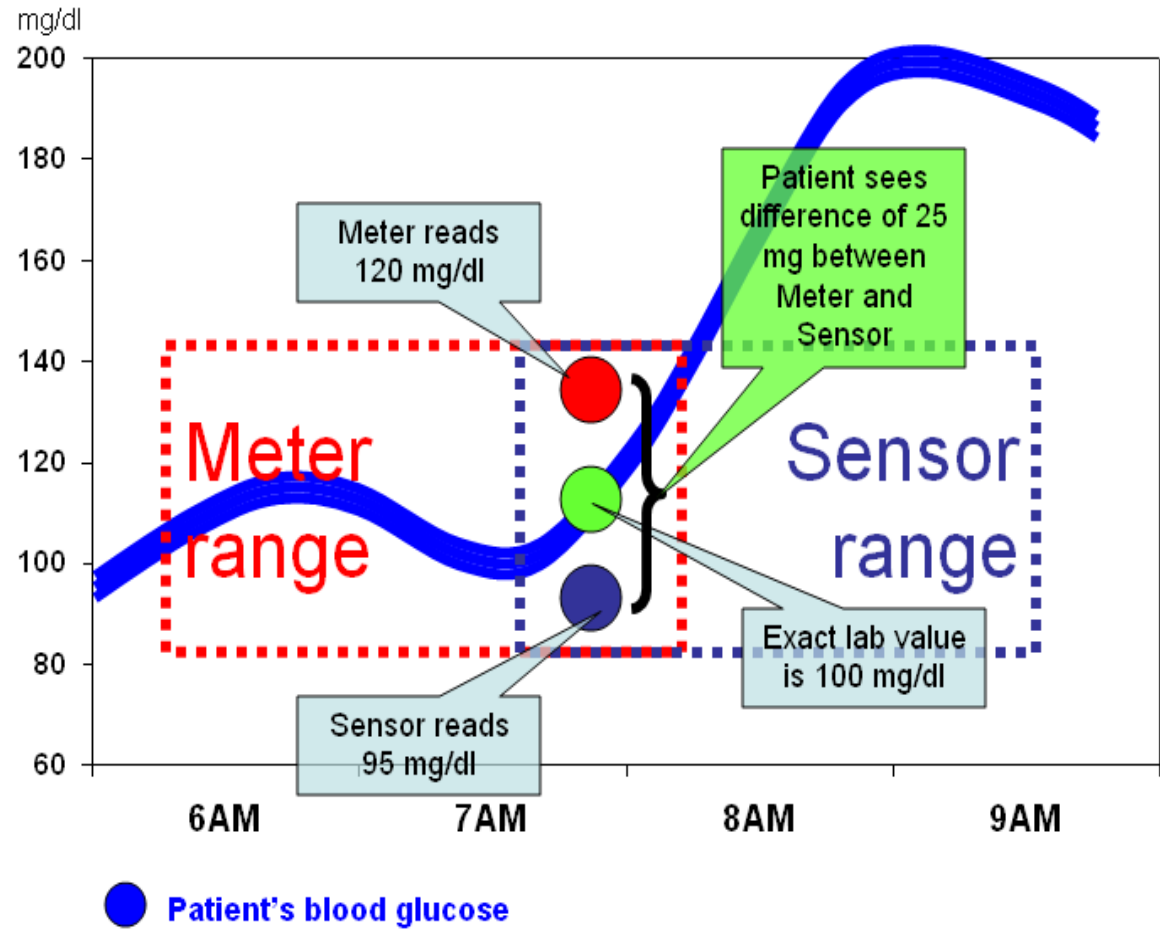 mg/dl
200
180
160
140
120
100
80
60
Meter reads
120 mg/dl
Patient sees
difference of 25
mg between
Meter and
Sensor
Meter
range
Sensor
range
Exact lab value
is 100 mg/dl
Sensor reads
95 mg/dl
6AM
7AM
8AM
9AM
Patient's blood glucose